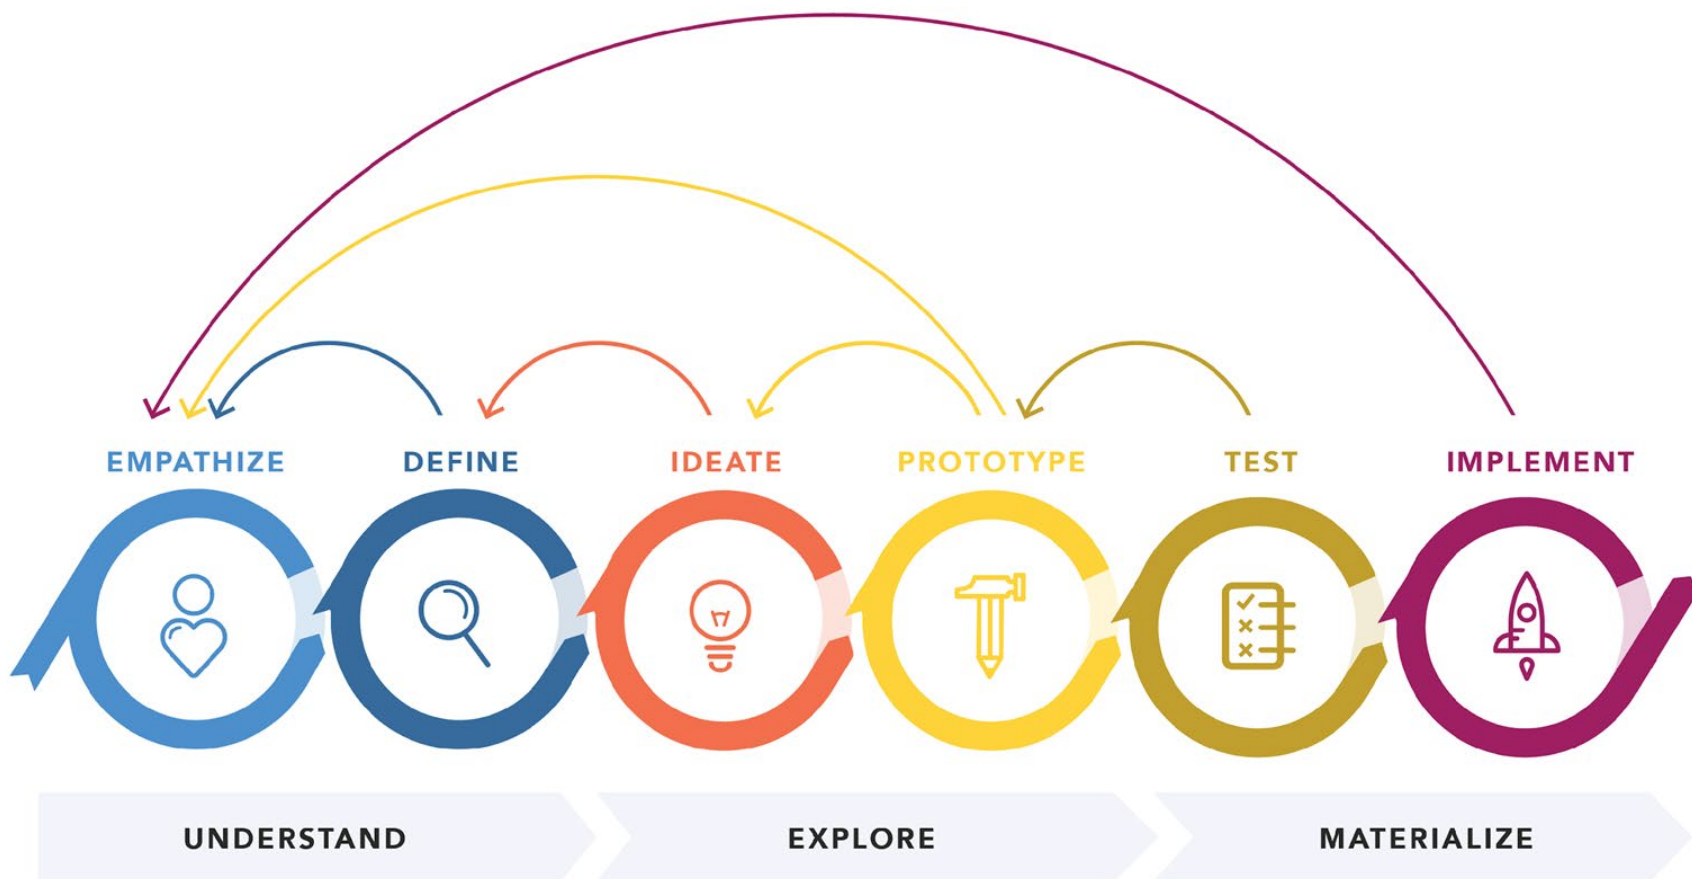 EMPATHIZE
DEFINE
IDEATE
PROTOTYPE
TEST
IMPLEMENT
UNDERSTAND
EXPLORE
MATERIALIZE